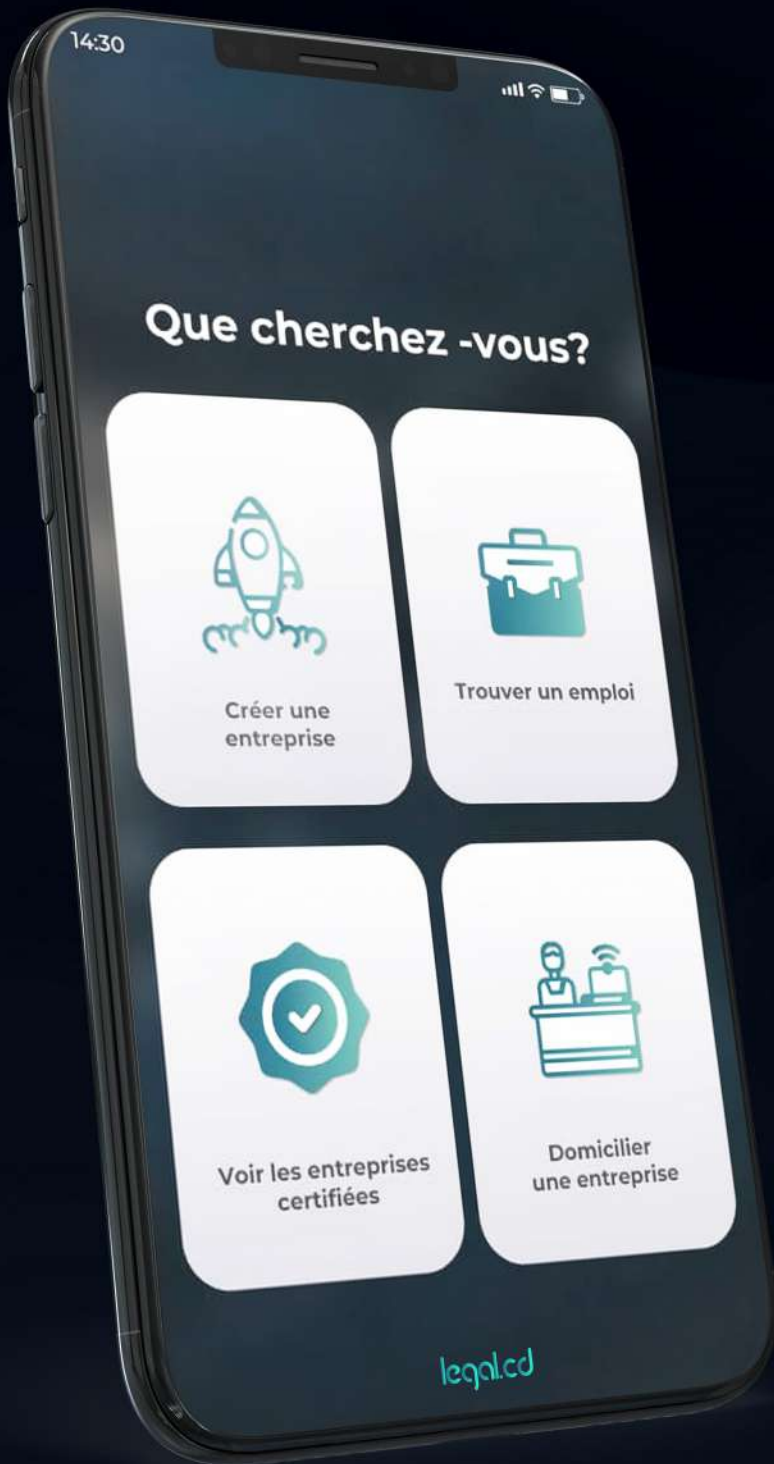 14:30
Que cherchez -vous?
Créer une
entreprise
Trouver un emploi
Voir les entreprises
certifiées
Domicilier
une entreprise
legal.cd